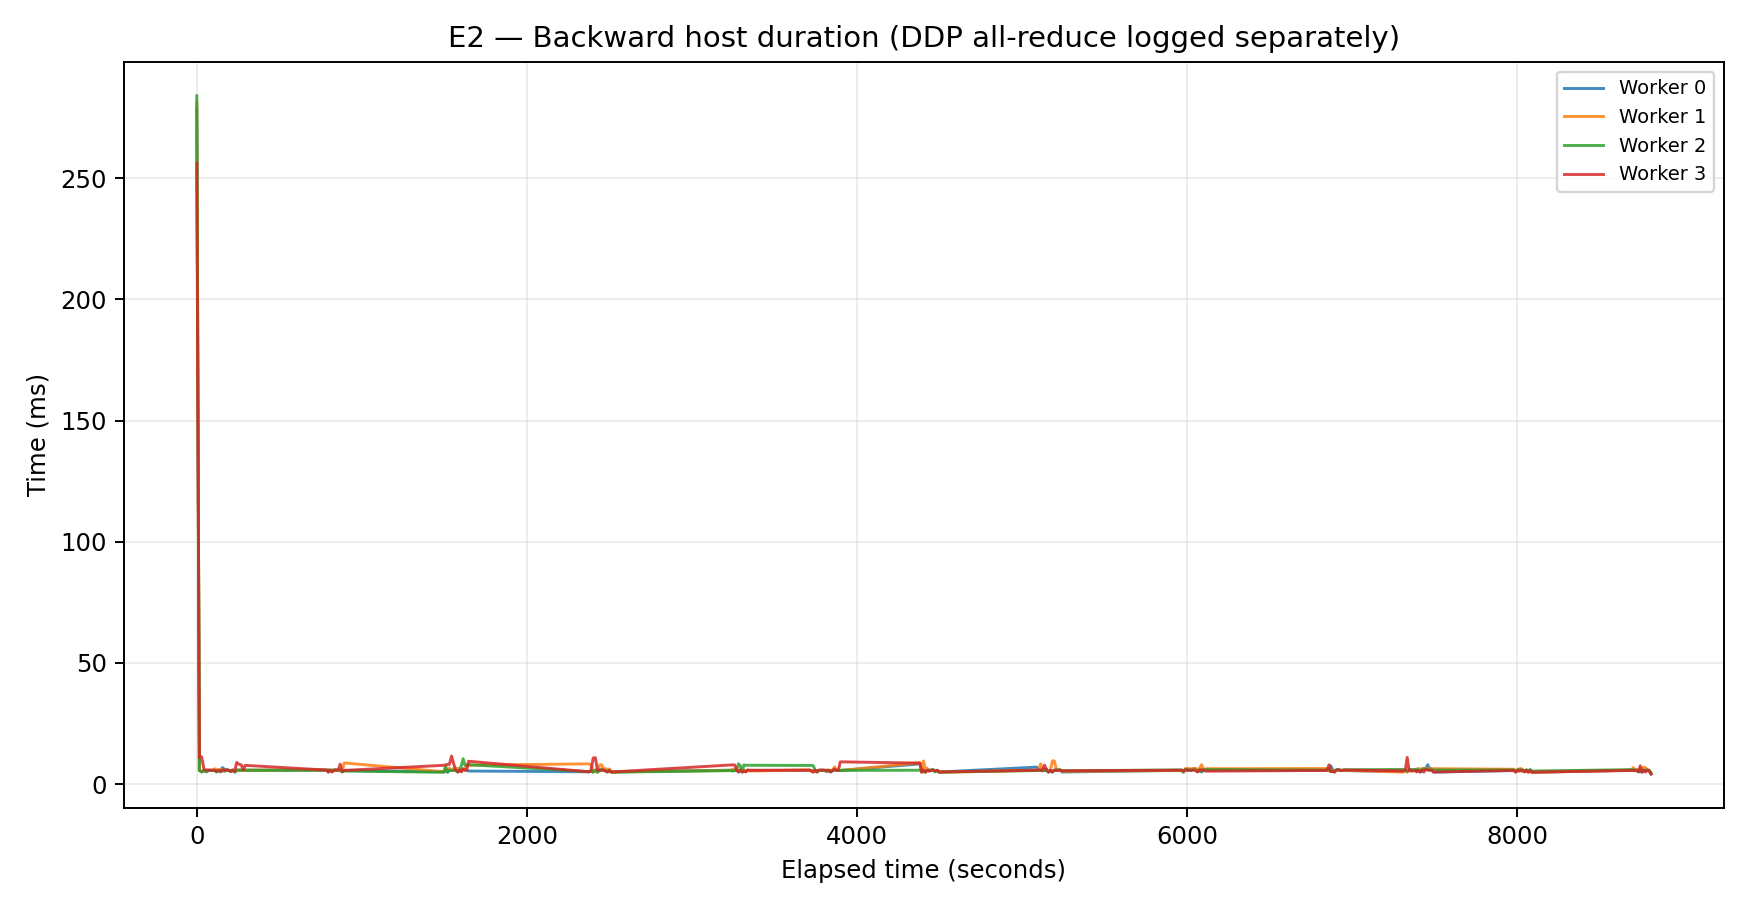 E2 — Backward host duration (DDP all-reduce logged separately)
Worker 0
Worker 1
Worker 2
Worker 3
Time (ms)
250
200
150
100
50
0
0 2000 4000 6000 8000
Elapsed time (seconds)